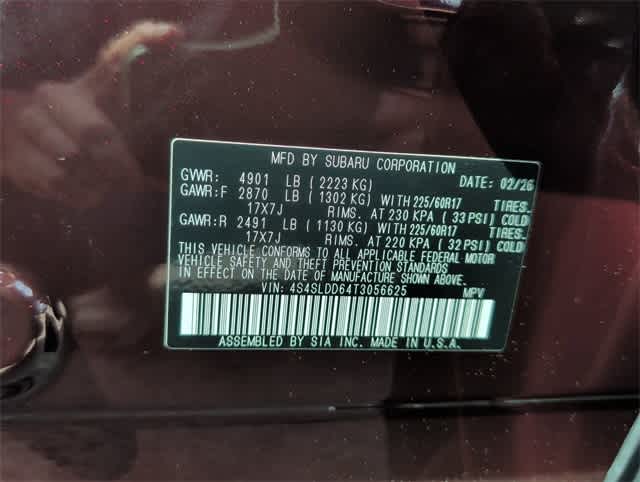 MFD BY SUBARU CORPORATION
GVWR: 4901 LB ( 2223 KG) DATE: 02/26
GAWR:F 2870 LB ( 1302 KG) WITH 225/60R17 TIRES.
17X7J RIMS. AT 230 KPA ( 33 PSI) COLD
GAWR:R 2491 LB ( 1130 KG) WITH 225/60R17 TIRES.
17X7J RIMS. AT 220 KPA ( 32 PSI) COLD
THIS VEHICLE CONFORMS TO ALL APPLICABLE FEDERAL MOTOR
VEHICLE SAFETY AND THEFT PREVENTION STANDARDS
IN EFFECT ON THE DATE OF MANUFACTURE SHOWN ABOVE.
VIN: 4S4SLDD64T3056625 MPV
ASSEMBLED BY SIA INC. MADE IN U.S.A.